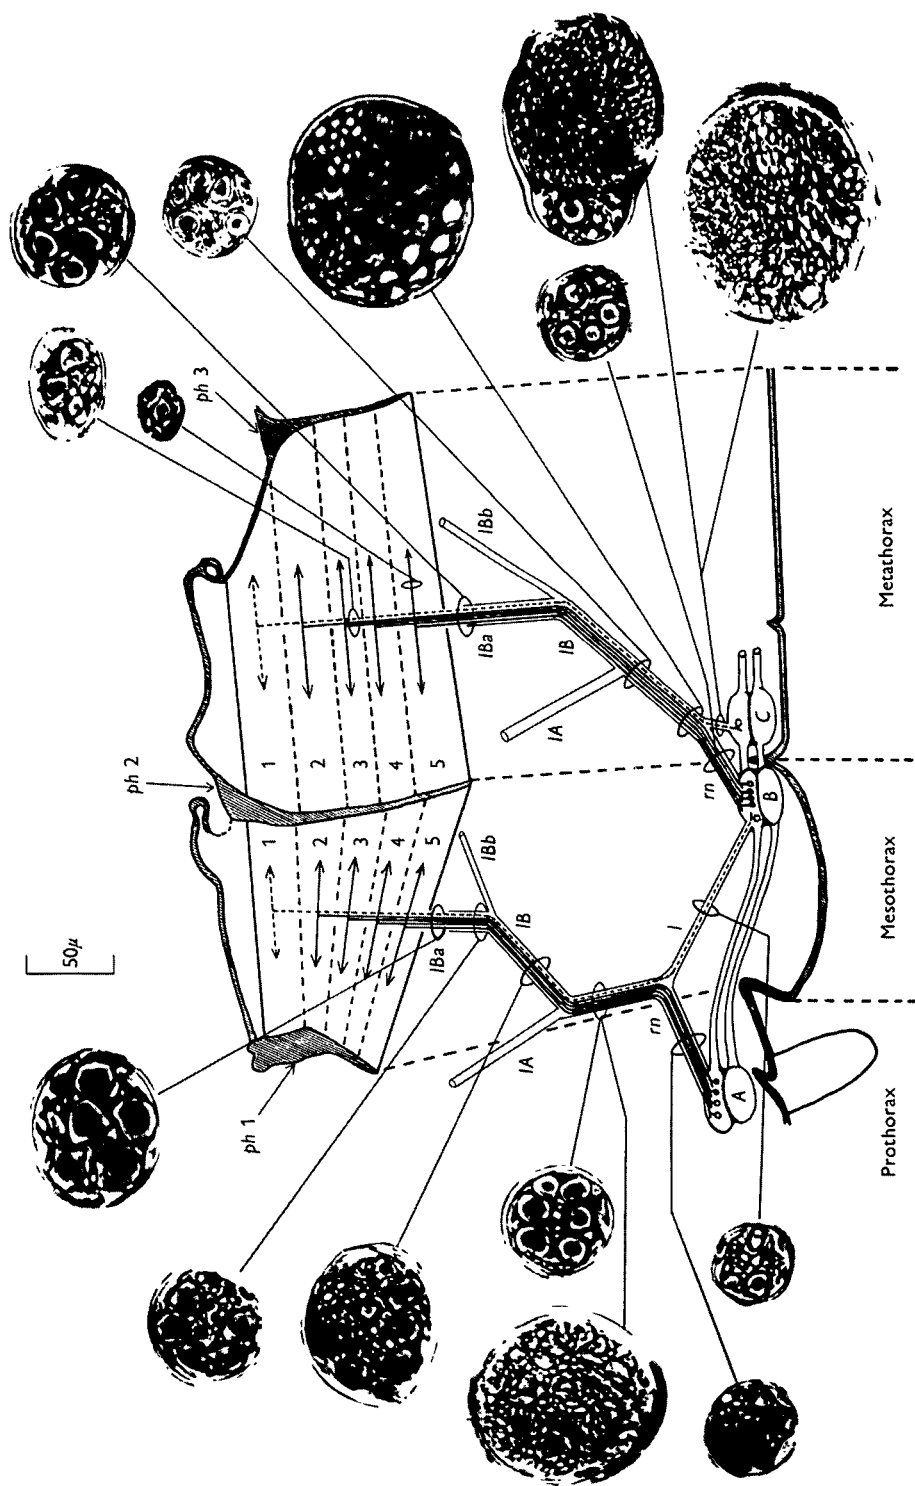 50μ
ph 1
ph 2
ph 3
1
2
3
4
5
1
2
3
4
5
IBa
IBb
IB
IA
rn
I
A
IBa
IBb
IB
IA
rn
B
C
Prothorax
Mesothorax
Metathorax